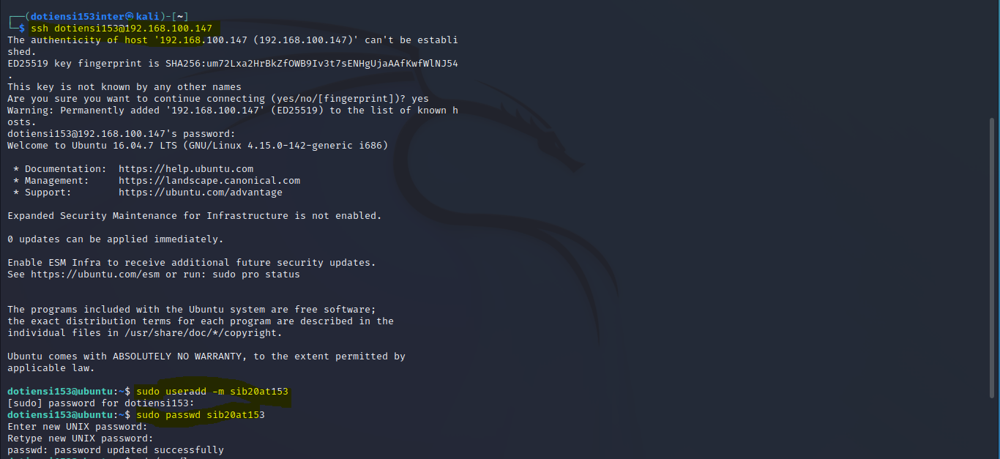 ┌──(dotiensi153inter㉿kali)-[~]
└─$ ssh dotiensi153@192.168.100.147
The authenticity of host '192.168.100.147 (192.168.100.147)' can't be establi
shed.
ED25519 key fingerprint is SHA256:um72Lxa2HrBkZfOWB9Iv3t7sENHgUjaAAfKwfWlNJ54
.
This key is not known by any other names
Are you sure you want to continue connecting (yes/no/[fingerprint])? yes
Warning: Permanently added '192.168.100.147' (ED25519) to the list of known h
osts.
dotiensi153@192.168.100.147's password:
Welcome to Ubuntu 16.04.7 LTS (GNU/Linux 4.15.0-142-generic i686)
* Documentation:  https://help.ubuntu.com
* Management:     https://landscape.canonical.com
* Support:        https://ubuntu.com/advantage
Expanded Security Maintenance for Infrastructure is not enabled.
0 updates can be applied immediately.
Enable ESM Infra to receive additional future security updates.
See https://ubuntu.com/esm or run: sudo pro status
The programs included with the Ubuntu system are free software;
the exact distribution terms for each program are described in the
individual files in /usr/share/doc/*/copyright.
Ubuntu comes with ABSOLUTELY NO WARRANTY, to the extent permitted by
applicable law.
dotiensi153@ubuntu:~$ sudo useradd -m sib20at153
[sudo] password for dotiensi153:
dotiensi153@ubuntu:~$ sudo passwd sib20at153
Enter new UNIX password:
Retype new UNIX password:
passwd: password updated successfully